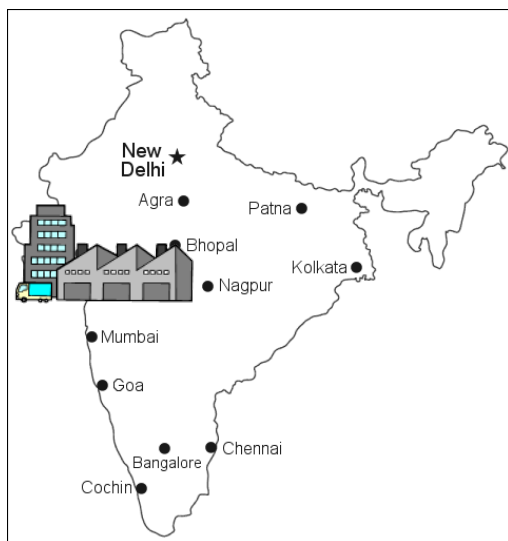 New
Delhi
Agra
Patna
Bhopal
Kolkata
Nagpur
Mumbai
Goa
Chennai
Bangalore
Cochin